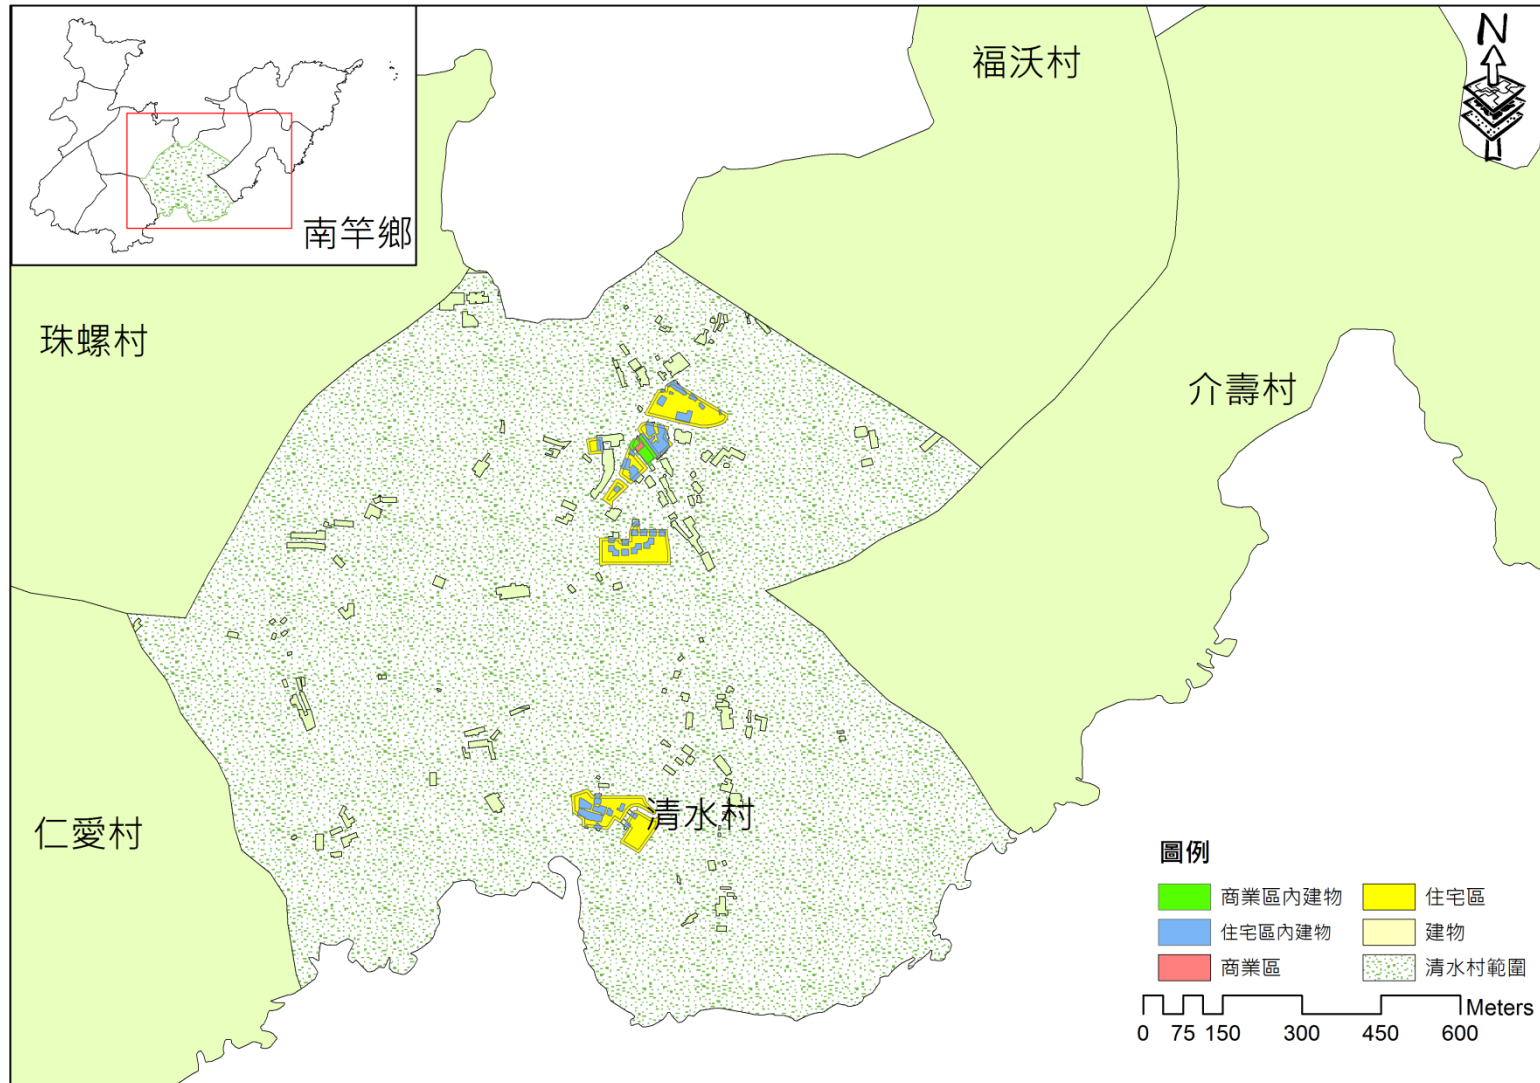 福沃村
N
南竿鄉
珠螺村
介壽村
清水村
仁愛村
圖例
商業區內建物
住宅區
住宅區內建物
建物
商業區
清水村範圍
Meters
0 75 150 300 450 600